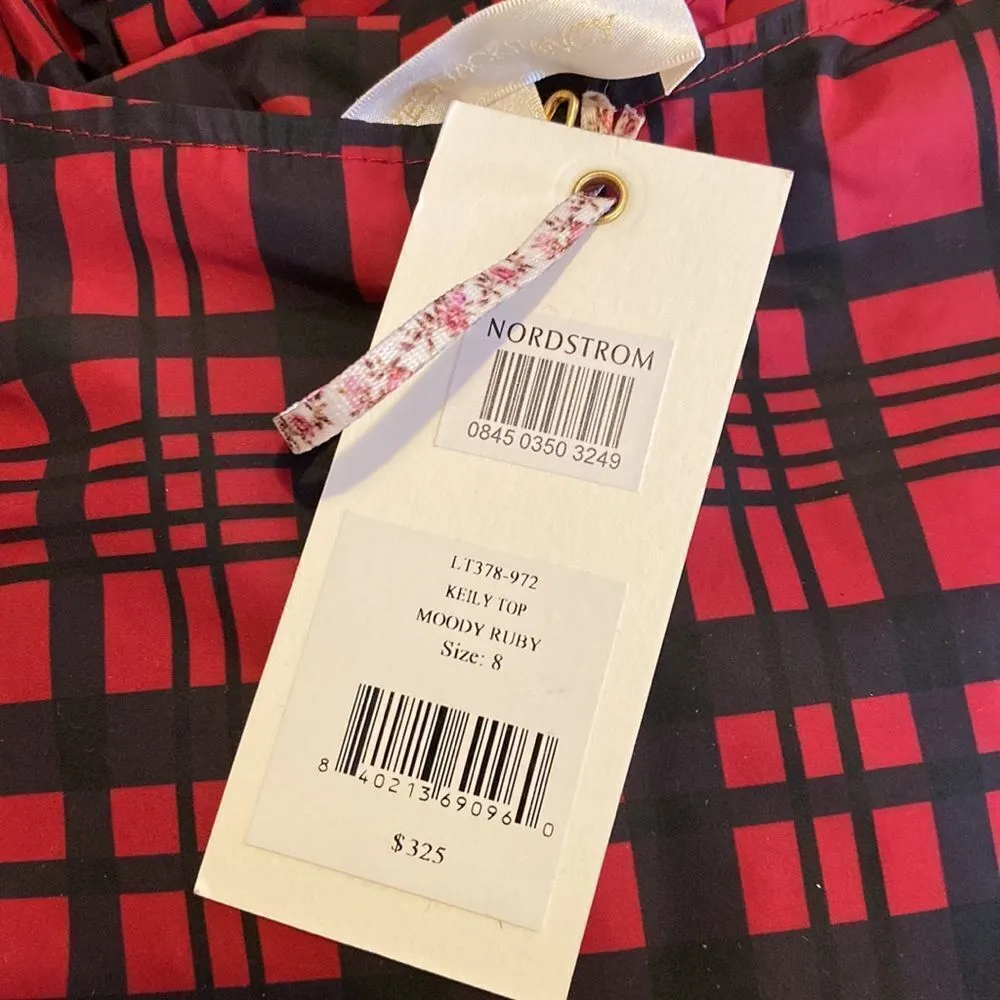 NORDSTROM
0845 0350 3249
LT378-972
KEILY TOP
MOODY RUBY
Size: 8
8 40213 69096 0
$325